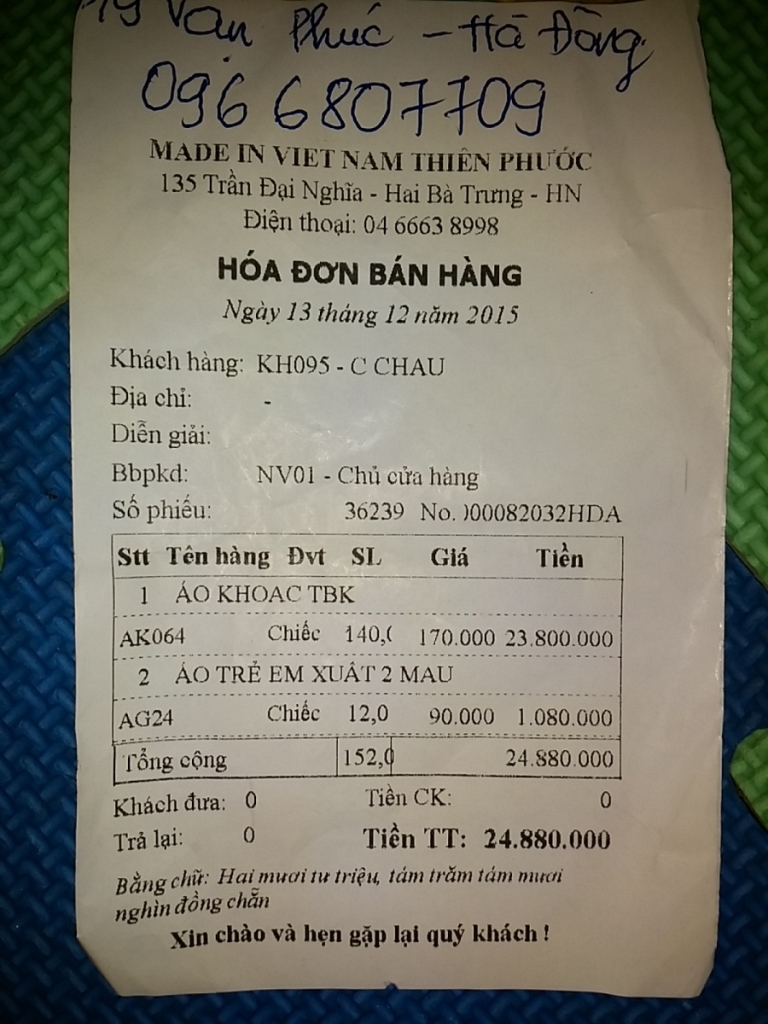 Vạn Phúc - Hà Đông
096 6807709
MADE IN VIET NAM THIÊN PHƯỚC
135 Trần Đại Nghĩa - Hai Bà Trưng - HN
Điện thoại: 04 6663 8998
HÓA ĐƠN BÁN HÀNG
Ngày 13 tháng 12 năm 2015
Khách hàng: KH095 - C CHAU
Địa chỉ: -
Diễn giải:
Bbpkd: NV01 - Chủ cửa hàng
Số phiếu: 36239 No. )00082032HDA
Stt Tên hàng Đvt SL Giá Tiền
1 ÁO KHOAC TBK
AK064 Chiếc 140,( 170.000 23.800.000
2 ÁO TRẺ EM XUẤT 2 MAU
AG24 Chiếc 12,0 90.000 1.080.000
Tổng cộng 152,0 24.880.000
Khách đưa: 0 Tiền CK: 0
Trả lại: 0 Tiền TT: 24.880.000
Bằng chữ: Hai mươi tư triệu, tám trăm tám mươi
nghìn đồng chẵn
Xin chào và hẹn gặp lại quý khách !